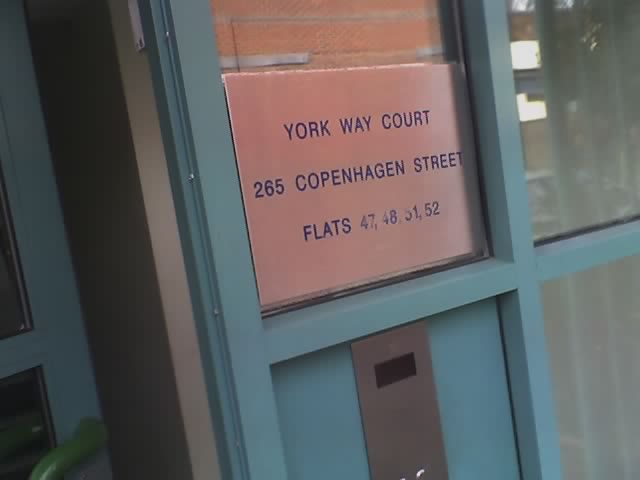 YORK WAY COURT
265 COPENHAGEN STREET
FLATS 47, 48, 51, 52